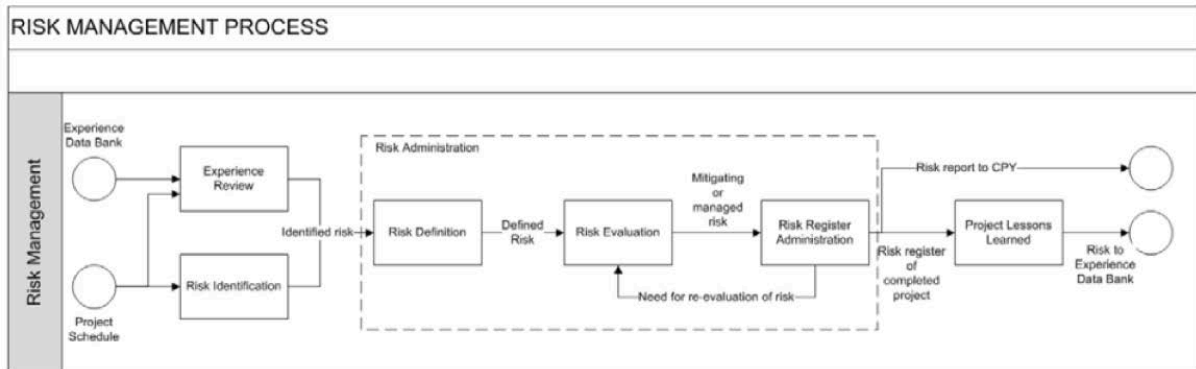 RISK MANAGEMENT PROCESS
Risk Management
Experience
Data Bank
Experience
Review
Project
Schedule
Risk Identification
Identified risk
Risk Administration
Risk Definition
Defined
Risk
Risk Evaluation
Mitigating
or
managed
risk
Risk Register
Administration
Need for re-evaluation of risk
Risk report to CPY
Risk register
of
completed
project
Project Lessons
Learned
Risk to
Experience
Data Bank